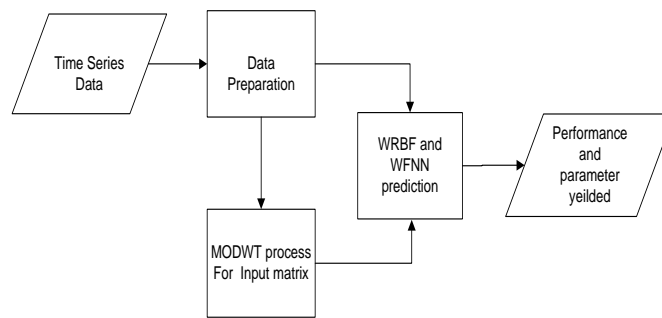 Time Series
Data
Data
Preparation
WRBF and
WFNN
prediction
Performance
and
parameter
yeilded
MODWT process
For Input matrix